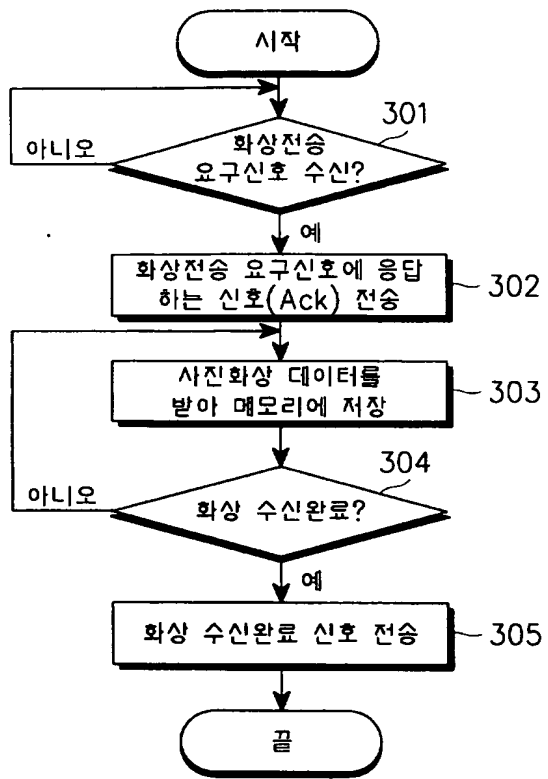 시작
301
화상전송
요구신호 수신?
아니오
예
화상전송 요구신호에 응답
하는 신호(Ack) 전송
302
사진화상 데이터를
받아 메모리에 저장
303
304
화상 수신완료?
아니오
예
화상 수신완료 신호 전송
305
끝